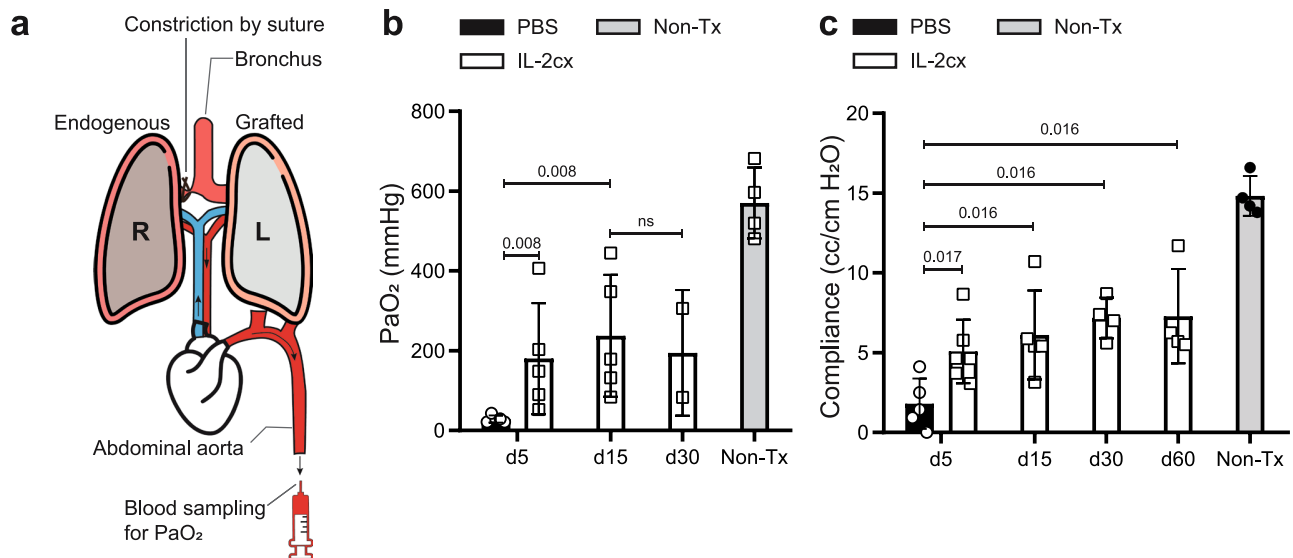 a
Constriction by suture
Bronchus
Endogenous
Grafted
R
L
Abdominal aorta
Blood sampling
for PaO₂
b
PBS
Non-Tx
IL-2cx
PaO₂ (mmHg)
800
600
400
200
0
0.008
0.008
ns
d5
d15
d30
Non-Tx
c
PBS
Non-Tx
IL-2cx
Compliance (cc/cm H₂O)
20
15
10
5
0
0.016
0.016
0.016
0.017
d5
d15
d30
d60
Non-Tx